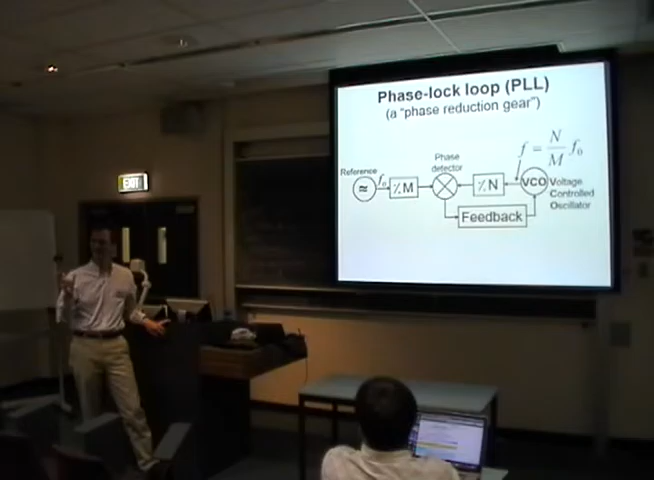 EXIT
Phase-lock loop (PLL)
(a "phase reduction gear")
f = N/M f₀
Reference
f₀
≈
٪M
Phase
detector
٪N
VCO
Voltage
Controlled
Oscillator
Feedback